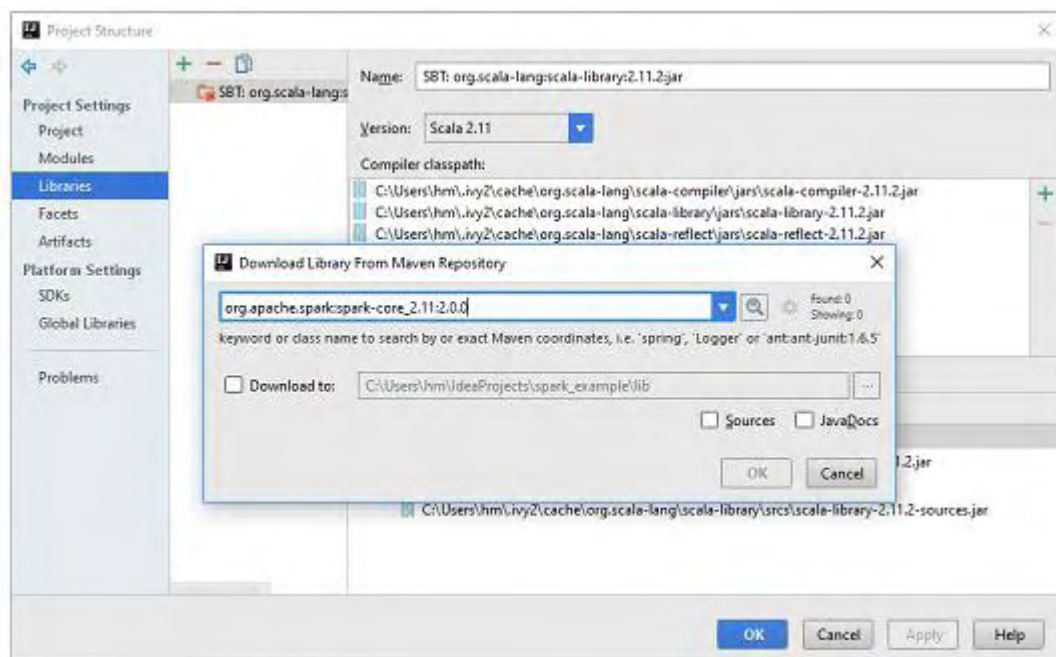 Project Structure
Project Settings
Project
Modules
Libraries
Facets
Artifacts
Platform Settings
SDKs
Global Libraries
Problems
SBT: org.scala-lang:s
Name: SBT: org.scala-lang:scala-library:2.11.2:jar
Version: Scala 2.11
Compiler classpath:
C:\Users\hm\.ivy2\cache\org.scala-lang\scala-compiler\jars\scala-compiler-2.11.2.jar
C:\Users\hm\.ivy2\cache\org.scala-lang\scala-library\jars\scala-library-2.11.2.jar
C:\Users\hm\.ivy2\cache\org.scala-lang\scala-reflect\jars\scala-reflect-2.11.2.jar
Download Library From Maven Repository
org.apache.spark:spark-core_2.11:2.0.0
Found: 0
Showing: 0
keyword or class name to search by or exact Maven coordinates, i.e. 'spring', 'Logger' or 'ant:ant-junit:1.6.5'
Download to: C:\Users\hm\IdeaProjects\spark_example\lib ...
Sources JavaDocs
OK Cancel
1.2.jar
C:\Users\hm\.ivy2\cache\org.scala-lang\scala-library\srcs\scala-library-2.11.2-sources.jar
OK Cancel Apply Help